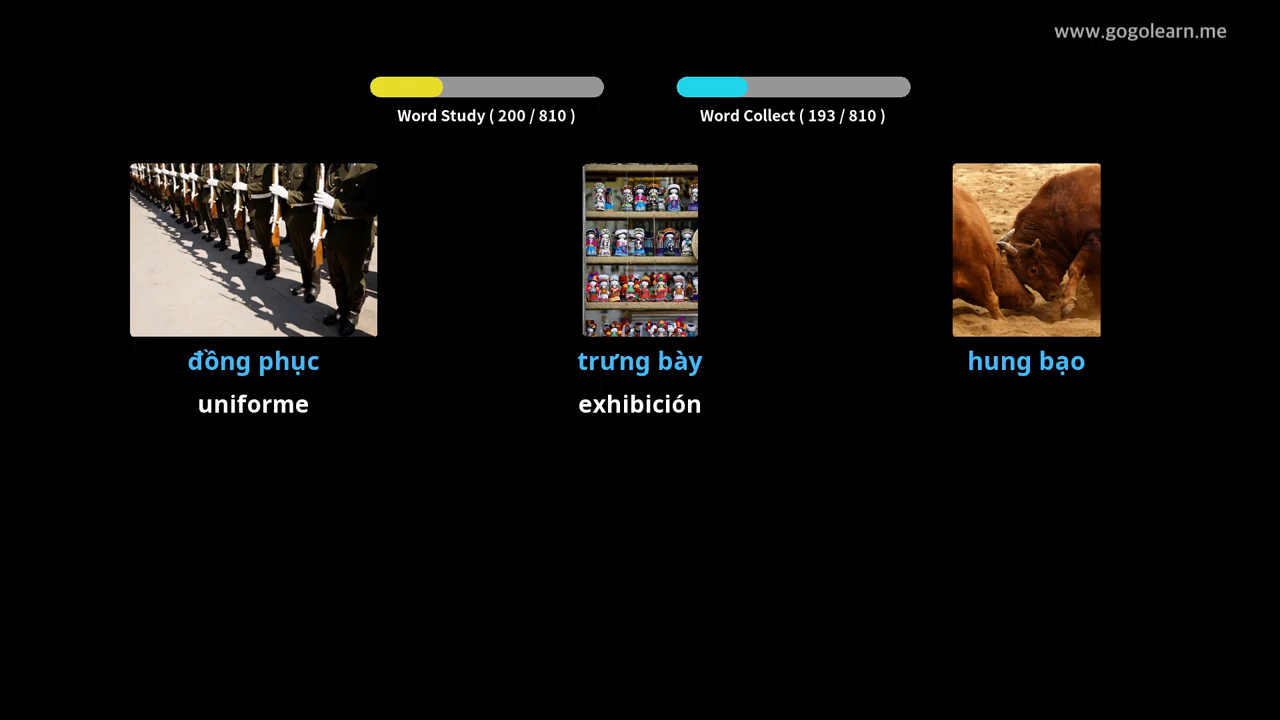 www.gogolearn.me
Word Study ( 200 / 810 )
Word Collect ( 193 / 810 )
đồng phục
trưng bày
hung bạo
uniforme
exhibición